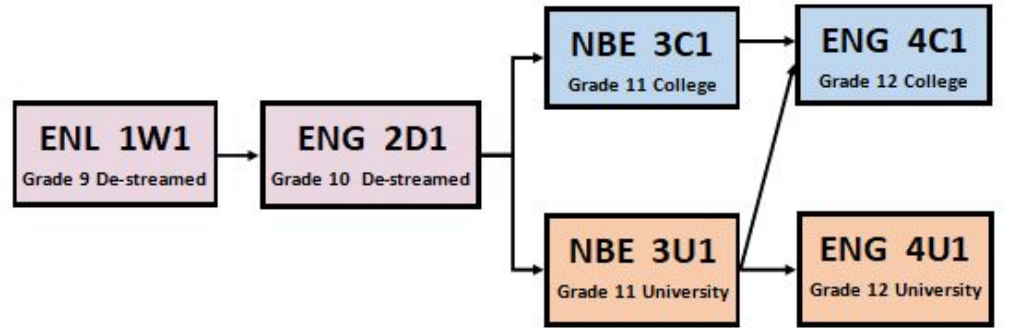 ENL 1W1
Grade 9 De-streamed
ENG 2D1
Grade 10 De-streamed
NBE 3C1
Grade 11 College
ENG 4C1
Grade 12 College
NBE 3U1
Grade 11 University
ENG 4U1
Grade 12 University